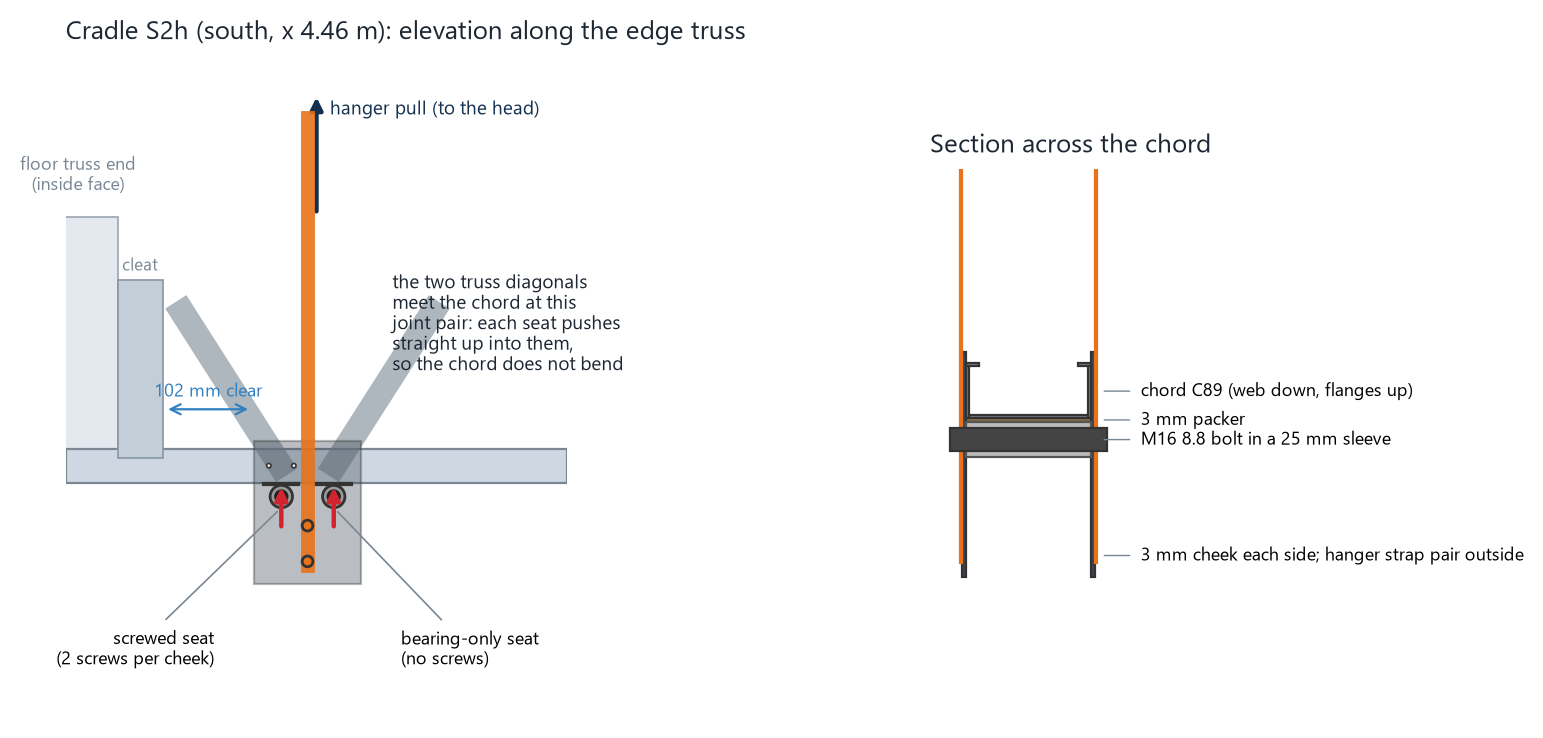 Cradle S2h (south, x 4.46 m): elevation along the edge truss
hanger pull (to the head)
floor truss end
(inside face)
cleat
the two truss diagonals
meet the chord at this
joint pair: each seat pushes
straight up into them,
so the chord does not bend
102 mm clear
screwed seat
(2 screws per cheek)
bearing-only seat
(no screws)
Section across the chord
chord C89 (web down, flanges up)
3 mm packer
M16 8.8 bolt in a 25 mm sleeve
3 mm cheek each side; hanger strap pair outside